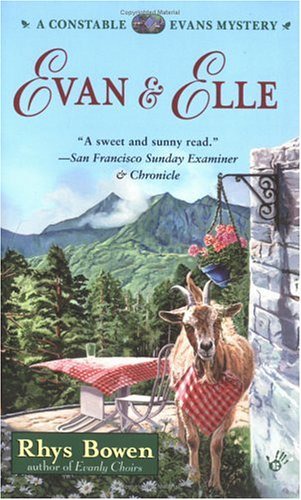 A CONSTABLE EVANS MYSTERY
EVAN & ELLE
"A sweet and sunny read."
—San Francisco Sunday Examiner
& Chronicle
Rhys Bowen
author of Evanly Choirs